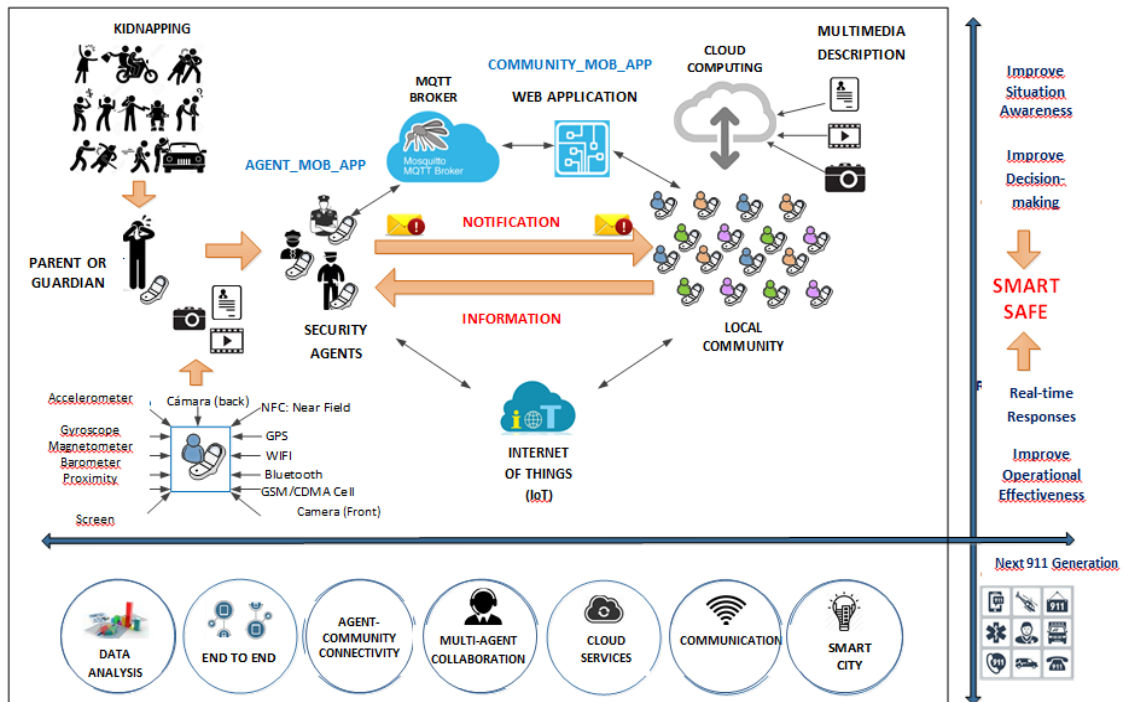 KIDNAPPING
MULTIMEDIA
DESCRIPTION
CLOUD
COMPUTING
COMMUNITY_MOB_APP
MQTT
BROKER
WEB APPLICATION
Mosquitto
MQTT Broker
AGENT_MOB_APP
NOTIFICATION
PARENT OR
GUARDIAN
INFORMATION
SECURITY
AGENTS
LOCAL
COMMUNITY
iOT
INTERNET
OF THINGS
(IoT)
Accelerometer
Cámara (back)
NFC: Near Field
Gyroscope
GPS
Magnetometer
WIFI
Barometer
Proximity
Bluetooth
GSM/CDMA Cell
Screen
Camera (Front)
Improve
Situation
Awareness
Improve
Decision-
making
SMART
SAFE
Real-time
Responses
Improve
Operational
Effectiveness
Next 911 Generation
911
911
911
911
DATA
ANALYSIS
END TO END
AGENT-
COMMUNITY
CONNECTIVITY
MULTI-AGENT
COLLABORATION
CLOUD
SERVICES
COMMUNICATION
SMART
CITY